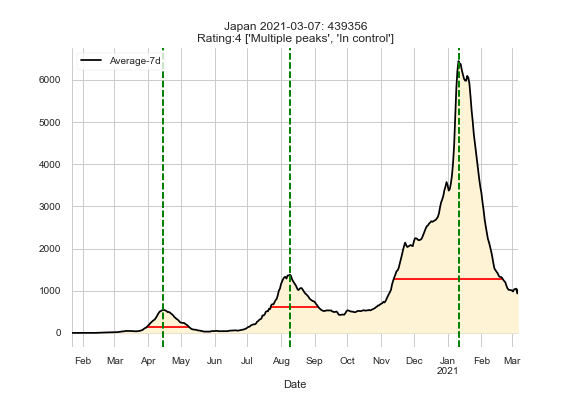 Japan 2021-03-07: 439356
Rating:4 ['Multiple peaks', 'In control']
Average-7d
6000
5000
4000
3000
2000
1000
0
Feb Mar Apr May Jun Jul Aug Sep Oct Nov Dec Jan Feb Mar
2021
Date